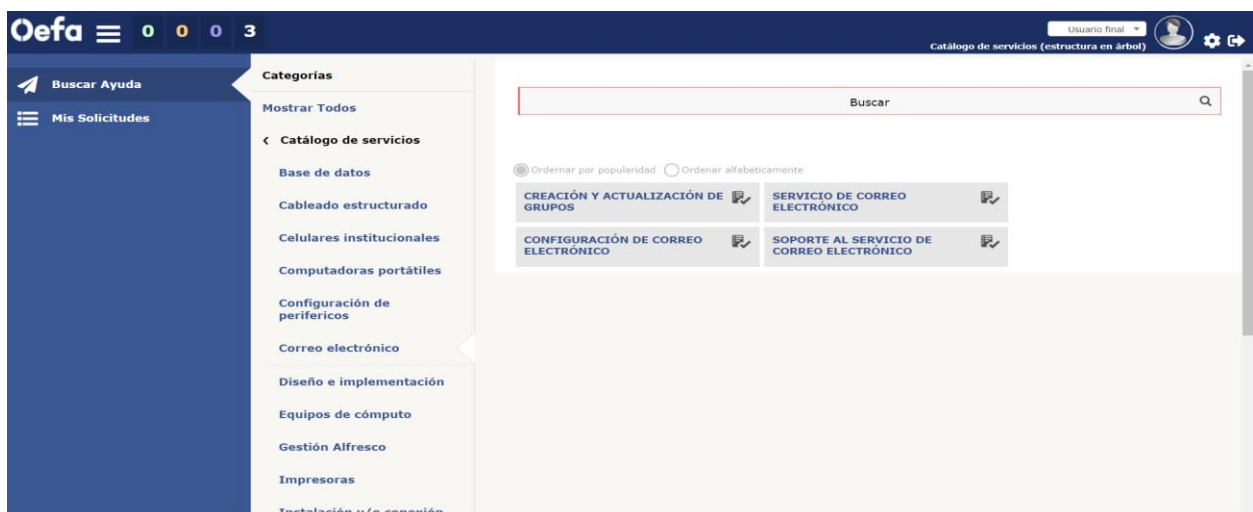 Oefa 0 0 0 3
Usuario final
Catálogo de servicios (estructura en árbol)
Buscar Ayuda
Mis Solicitudes
Categorías
Mostrar Todos
Catálogo de servicios
Base de datos
Cableado estructurado
Celulares institucionales
Computadoras portátiles
Configuración de
perifericos
Correo electrónico
Diseño e implementación
Equipos de cómputo
Gestión Alfresco
Impresoras
Instalación y/o conexión
Buscar
Ordernar por popularidad Ordenar alfabeticamente
CREACIÓN Y ACTUALIZACIÓN DE
GRUPOS
SERVICIO DE CORREO
ELECTRÓNICO
CONFIGURACIÓN DE CORREO
ELECTRÓNICO
SOPORTE AL SERVICIO DE
CORREO ELECTRÓNICO